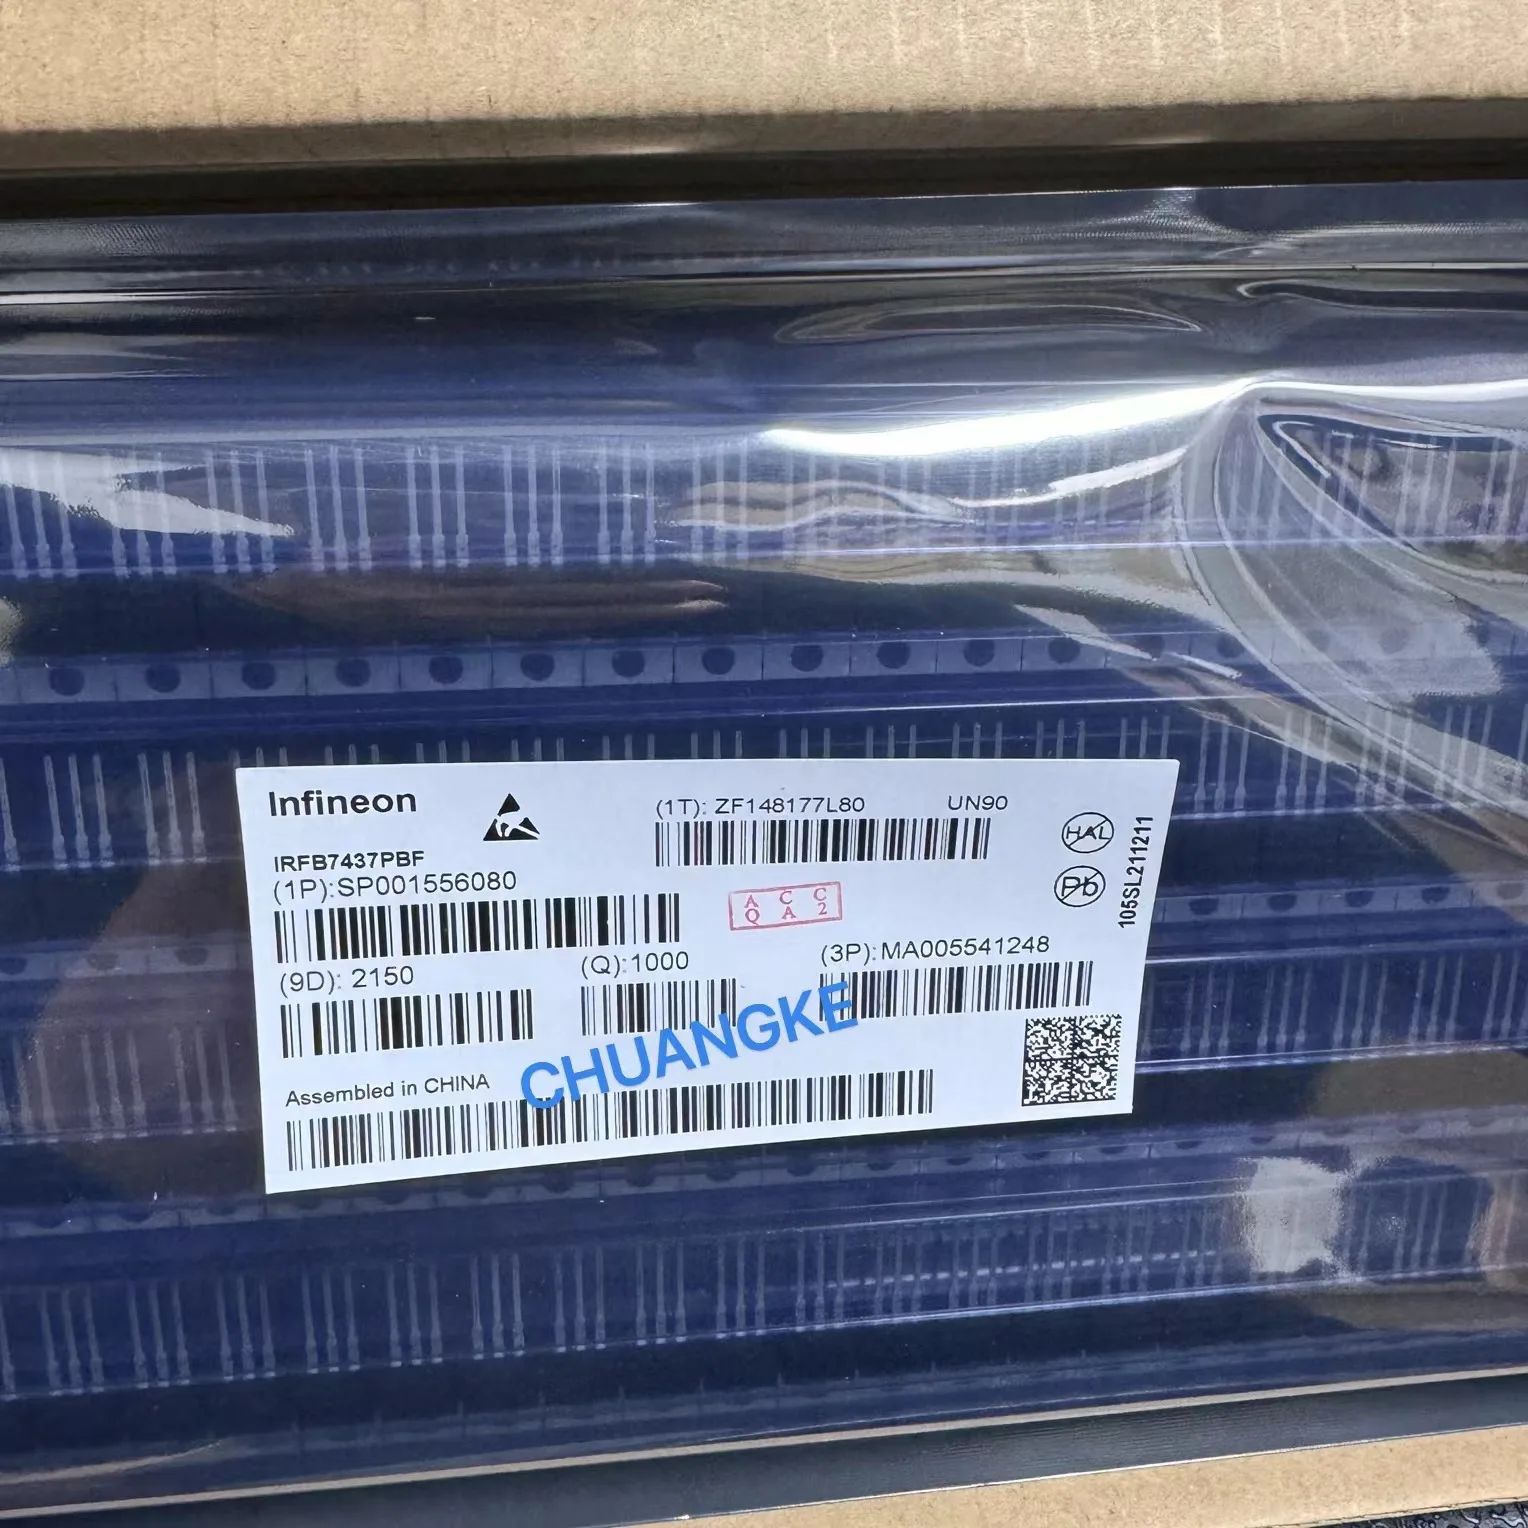 Infineon
(1T): ZF148177L80 UN90
HAL
IRFB7437PBF
(1P):SP001556080
Pb
105SL211211
A C C
Q A 2
(9D): 2150
(Q):1000
(3P):MA005541248
CHUANGKE
Assembled in CHINA